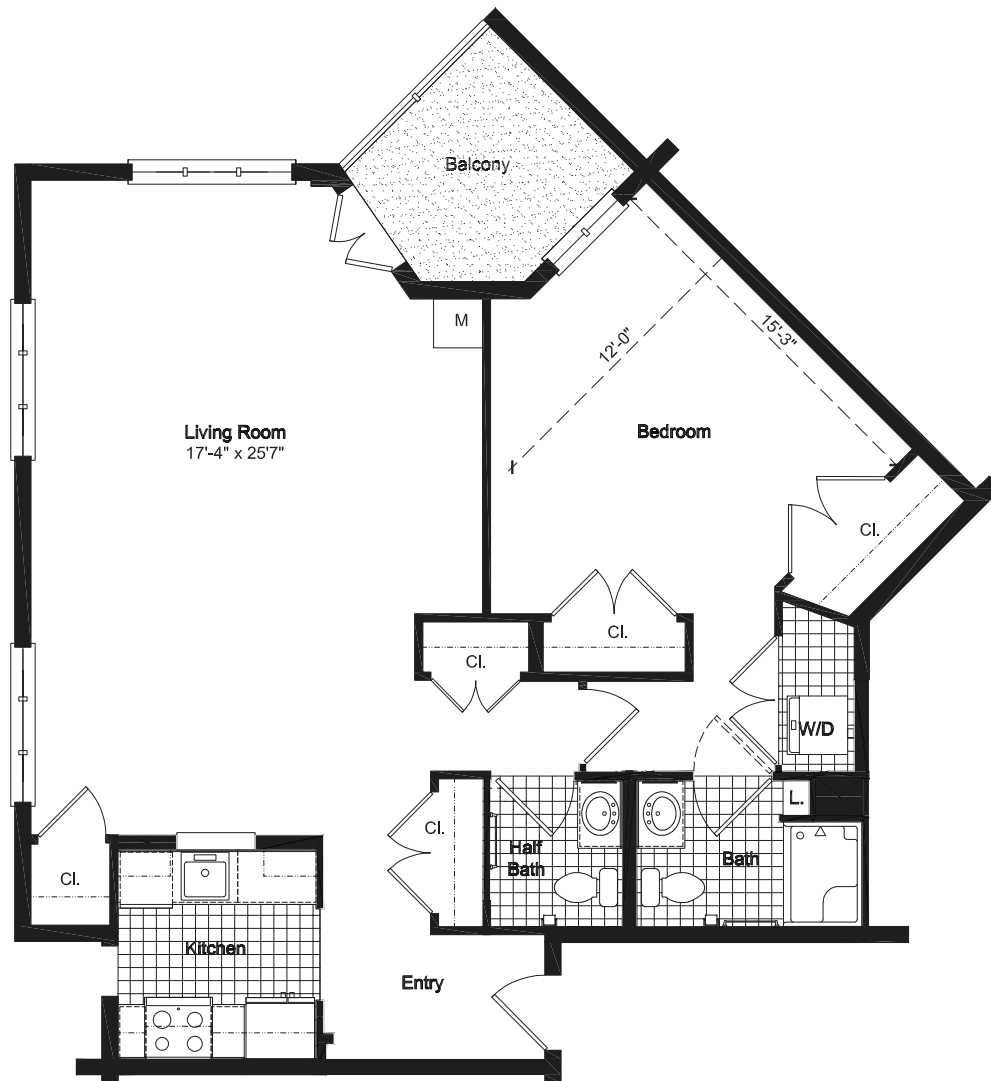 Balcony
M
12'-0"
15'-3"
Living Room
17'-4" x 25'7"
Bedroom
Cl.
Cl.
Cl.
W/D
L.
Cl.
Half
Bath
Bath
Cl.
Kitchen
Entry